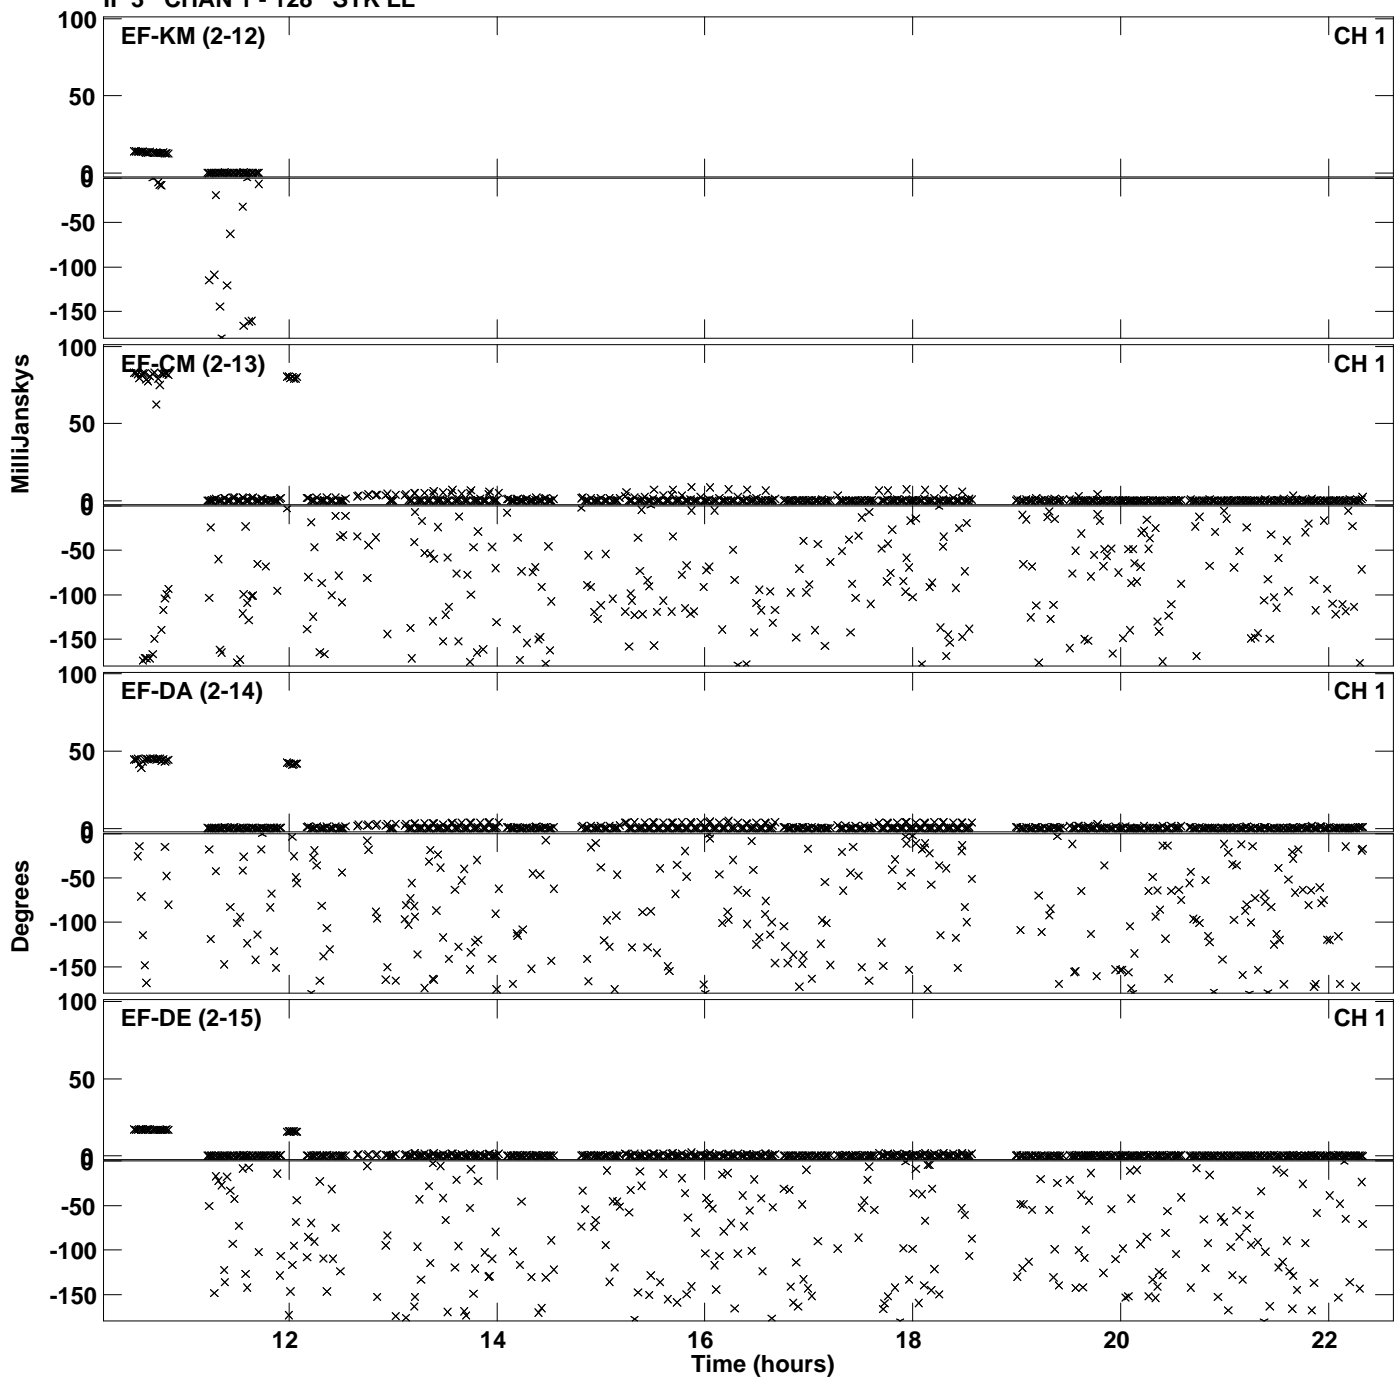 IF 3 CHAN 1 - 128 STK LL
100 EF-KM (2-12) CH 1
50
0
0
-50
-100
-150
100 EF-CM (2-13) CH 1
50
0
0
-50
-100
-150
100 EF-DA (2-14) CH 1
50
0
0
-50
-100
-150
100 EF-DE (2-15) CH 1
50
0
0
-50
-100
-150
MilliJanskys
Degrees
12 14 16 18 20 22
Time (hours)